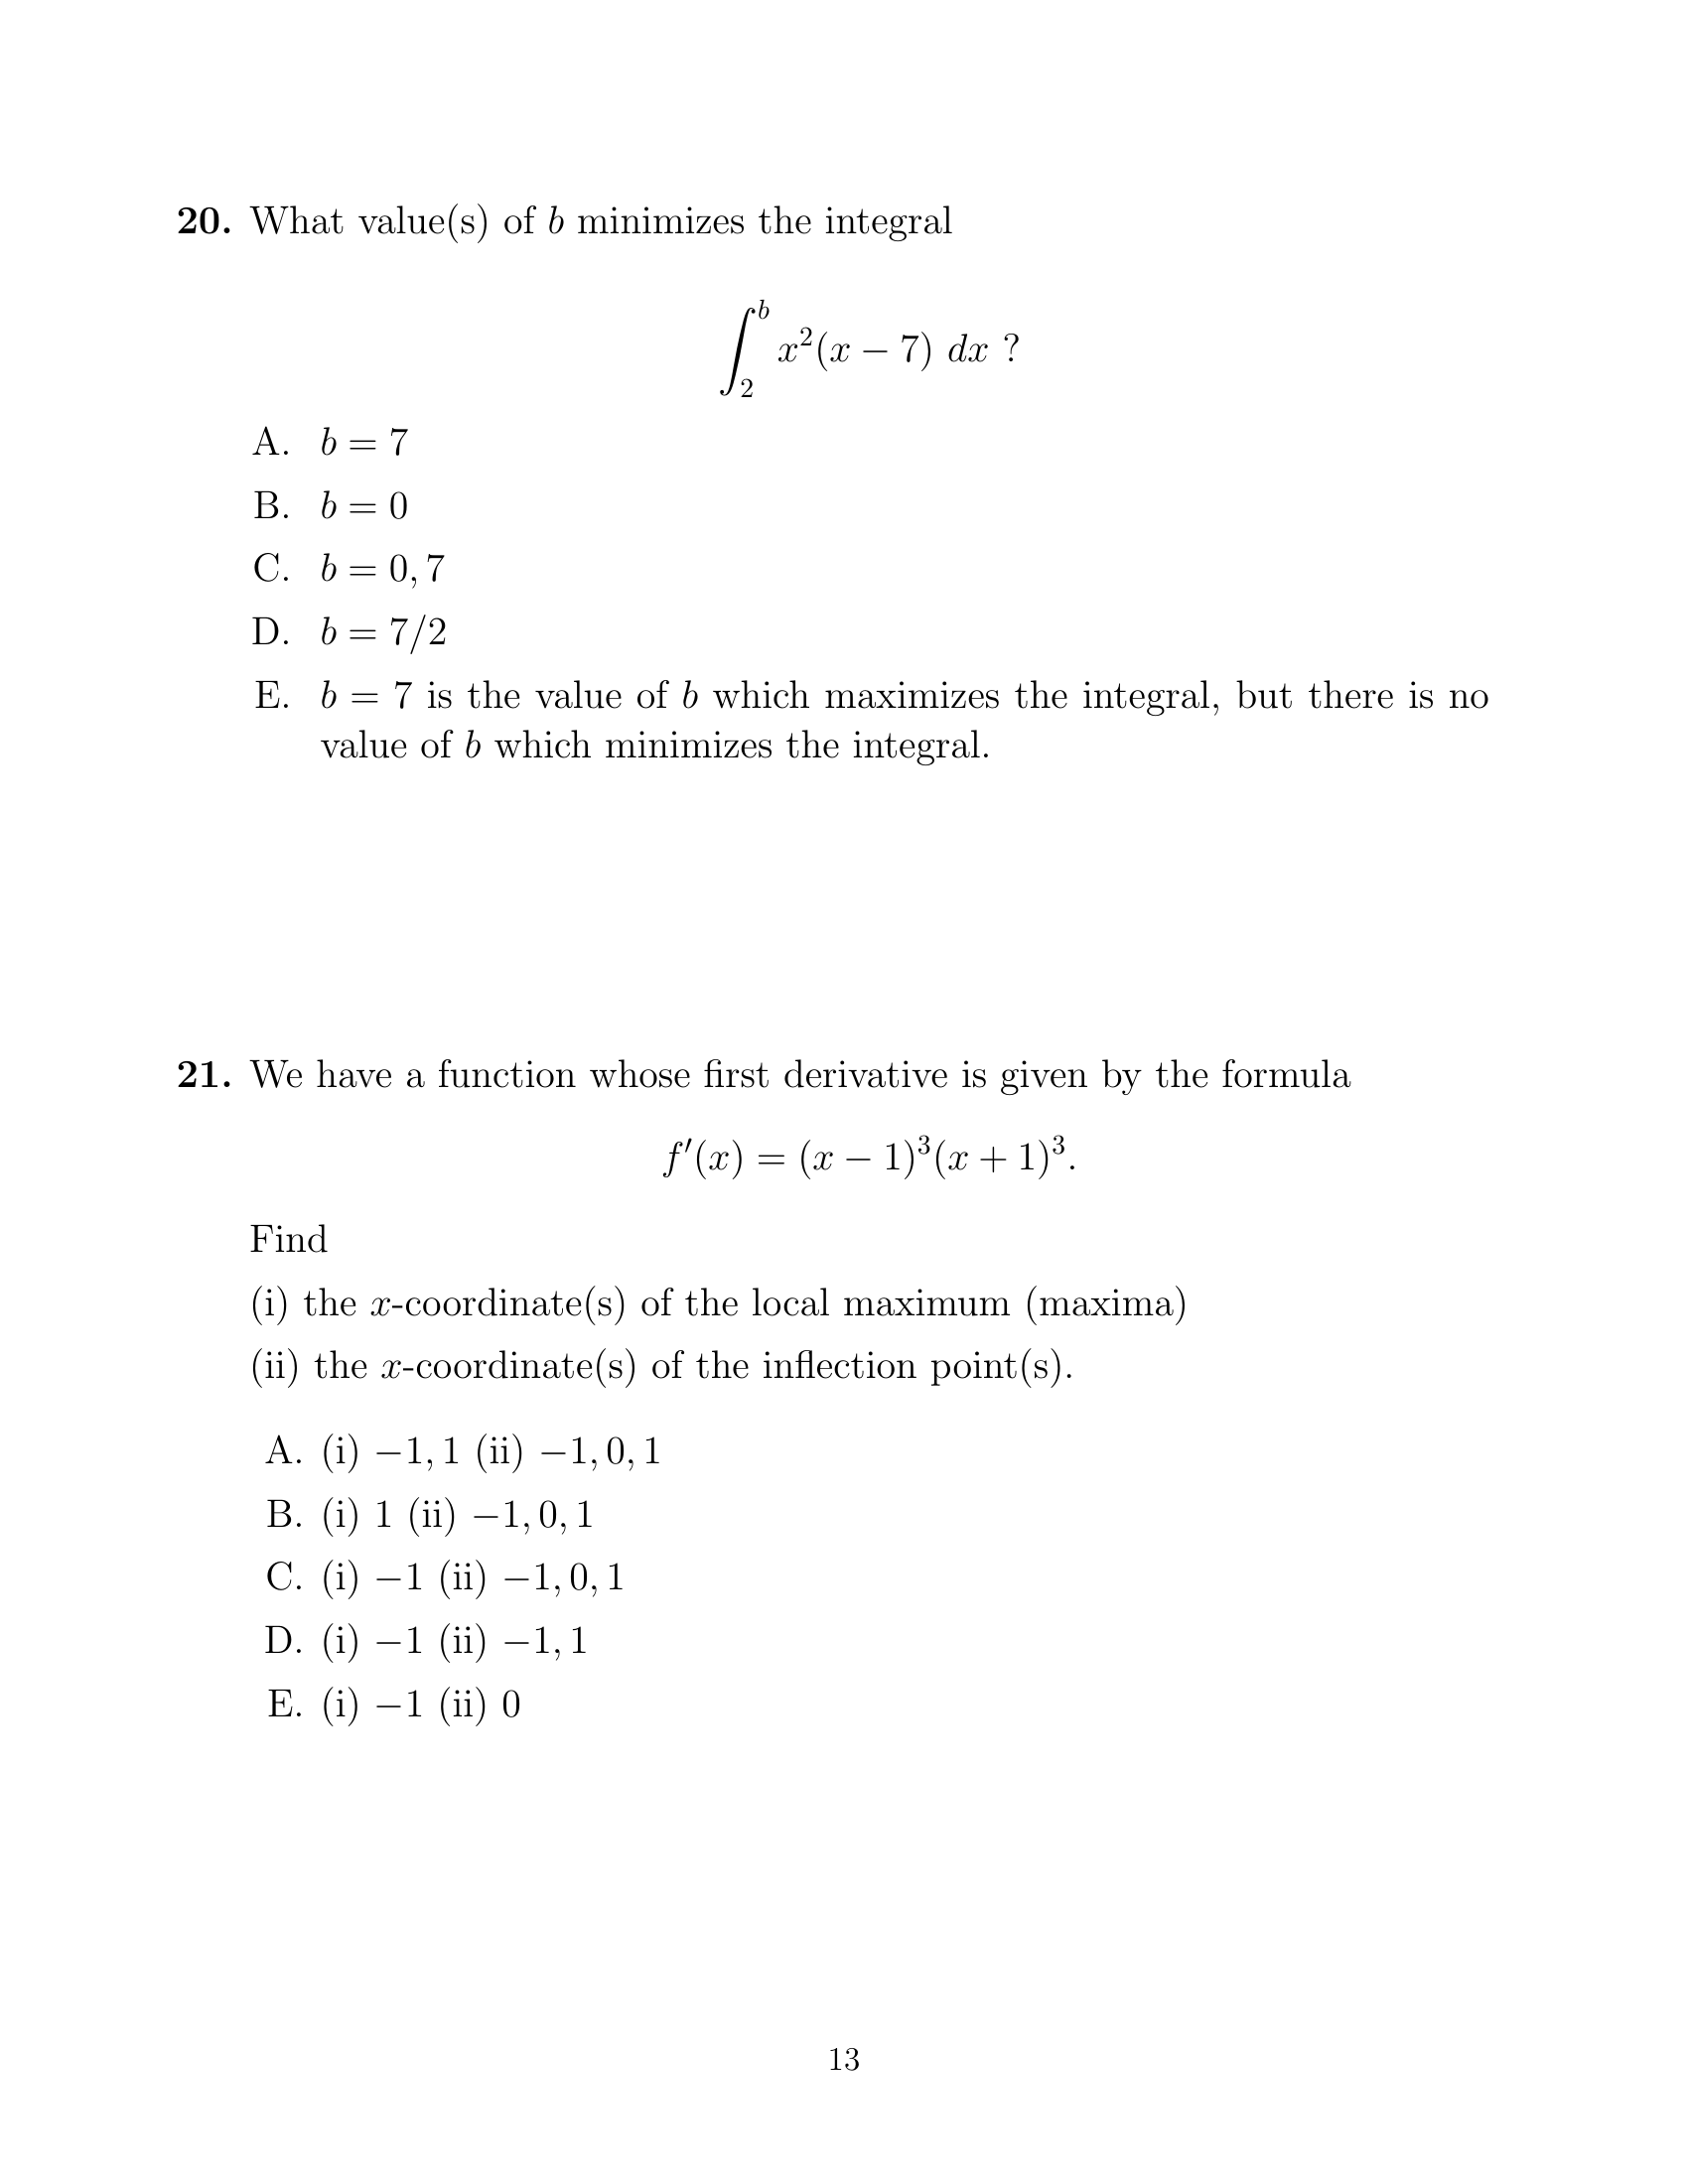 20. What value(s) of b minimizes the integral
∫₂ᵇ x²(x − 7) dx ?
A. b = 7
B. b = 0
C. b = 0, 7
D. b = 7/2
E. b = 7 is the value of b which maximizes the integral, but there is no
value of b which minimizes the integral.
21. We have a function whose first derivative is given by the formula
f′(x) = (x − 1)³(x + 1)³.
Find
(i) the x-coordinate(s) of the local maximum (maxima)
(ii) the x-coordinate(s) of the inflection point(s).
A. (i) −1, 1 (ii) −1, 0, 1
B. (i) 1 (ii) −1, 0, 1
C. (i) −1 (ii) −1, 0, 1
D. (i) −1 (ii) −1, 1
E. (i) −1 (ii) 0
13